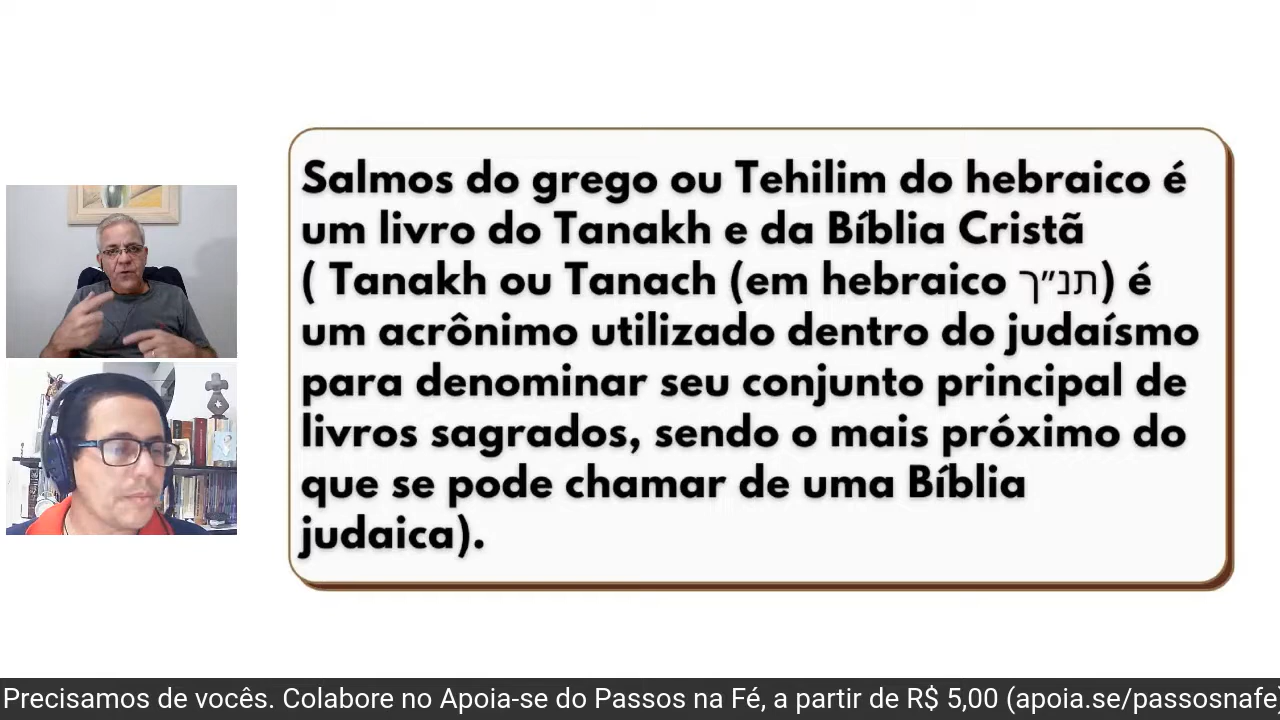 Salmos do grego ou Tehilim do hebraico é
um livro do Tanakh e da Bíblia Cristã
( Tanakh ou Tanach (em hebraico תנ״ך) é
um acrônimo utilizado dentro do judaísmo
para denominar seu conjunto principal de
livros sagrados, sendo o mais próximo do
que se pode chamar de uma Bíblia
judaica).
Precisamos de vocês. Colabore no Apoia-se do Passos na Fé, a partir de R$ 5,00 (apoia.se/passosnafe)